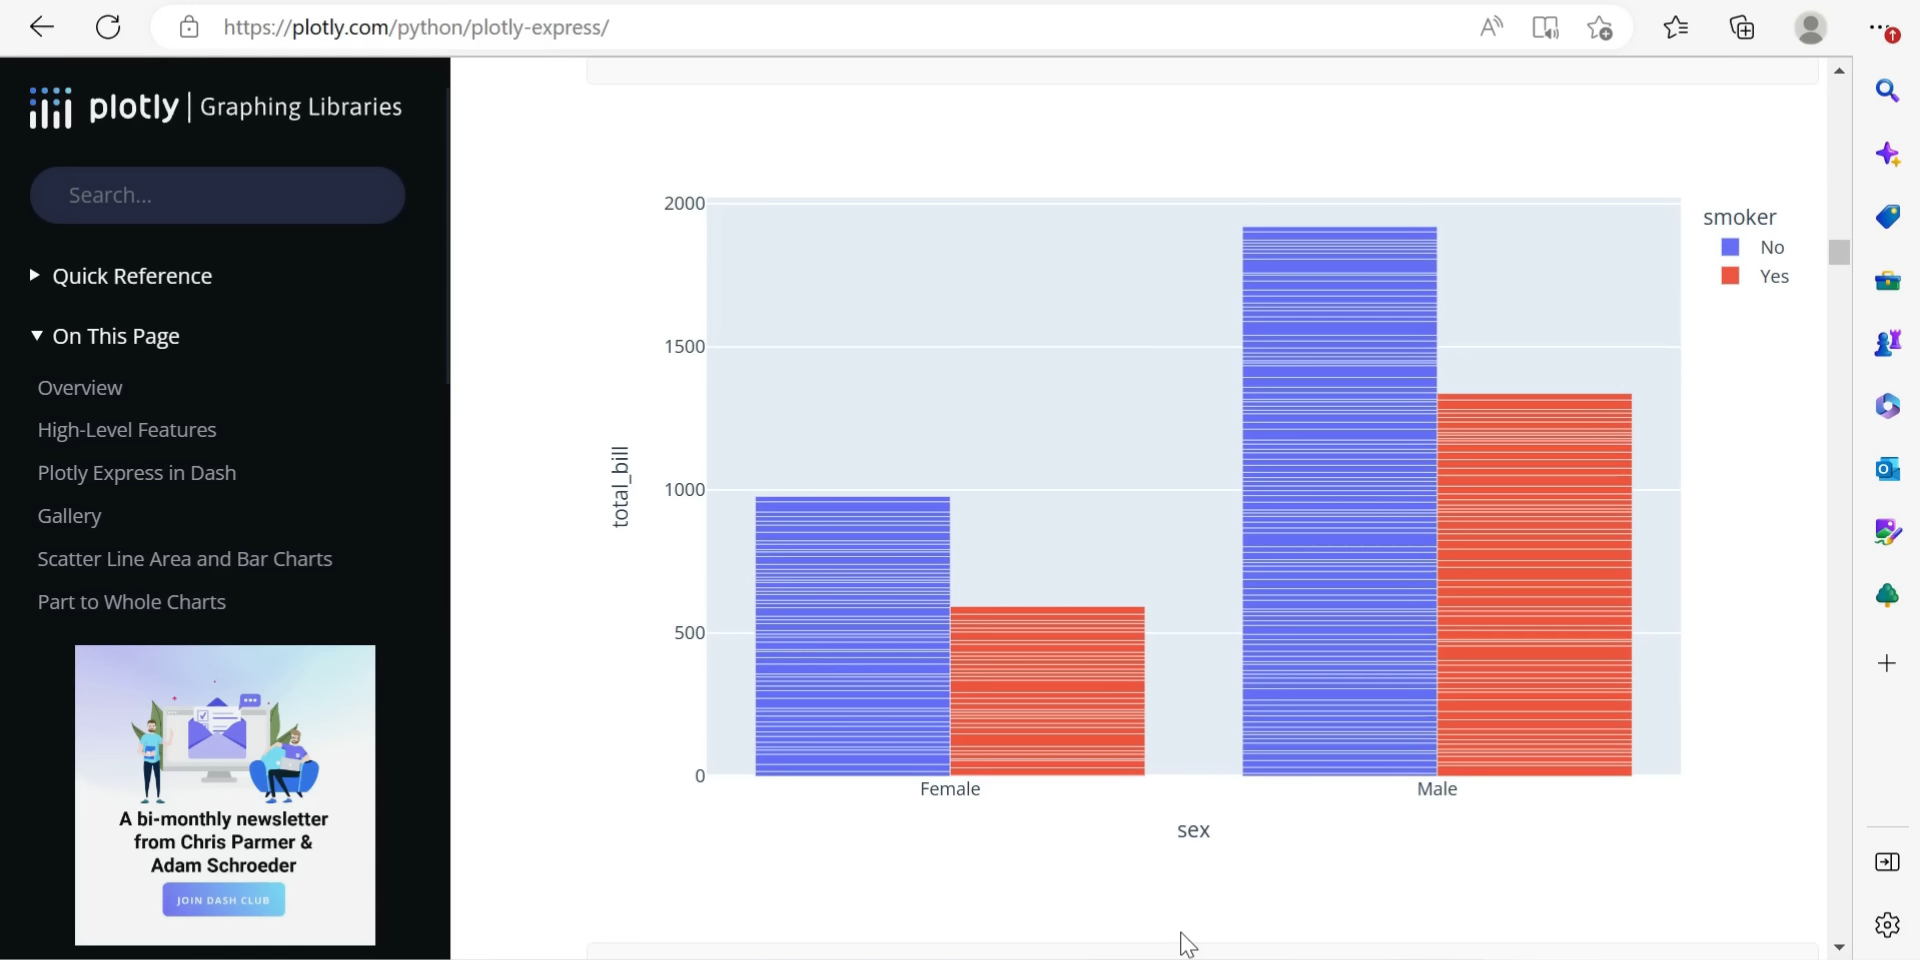 https://plotly.com/python/plotly-express/
plotly | Graphing Libraries
Search...
Quick Reference
On This Page
Overview
High-Level Features
Plotly Express in Dash
Gallery
Scatter Line Area and Bar Charts
Part to Whole Charts
A bi-monthly newsletter
from Chris Parmer &
Adam Schroeder
JOIN DASH CLUB
2000
1500
1000
500
0
total_bill
Female
Male
sex
smoker
No
Yes